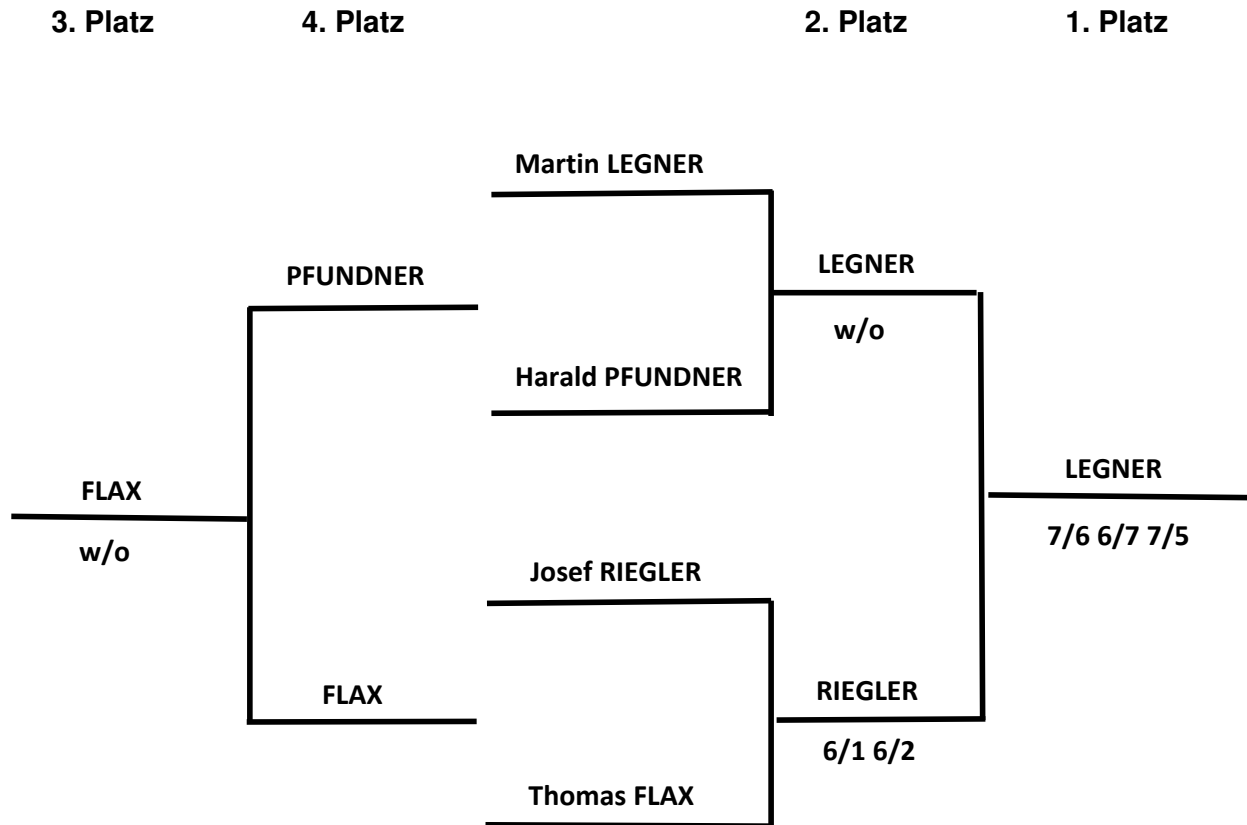 3. Platz 4. Platz 2. Platz 1. Platz
Martin LEGNER
PFUNDNER LEGNER
w/o
Harald PFUNDNER
FLAX LEGNER
w/o 7/6 6/7 7/5
Josef RIEGLER
FLAX RIEGLER
6/1 6/2
Thomas FLAX